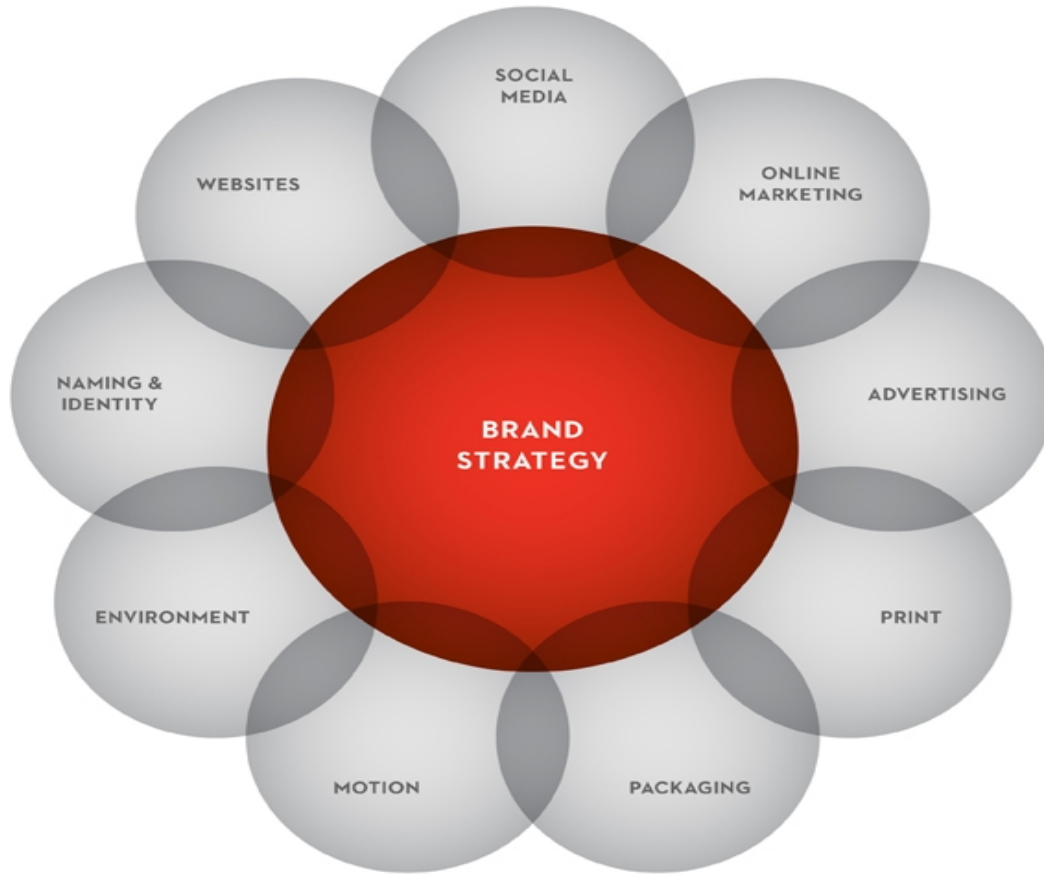 SOCIAL
MEDIA
ONLINE
MARKETING
WEBSITES
ADVERTISING
NAMING &
IDENTITY
BRAND
STRATEGY
ENVIRONMENT
PRINT
MOTION
PACKAGING